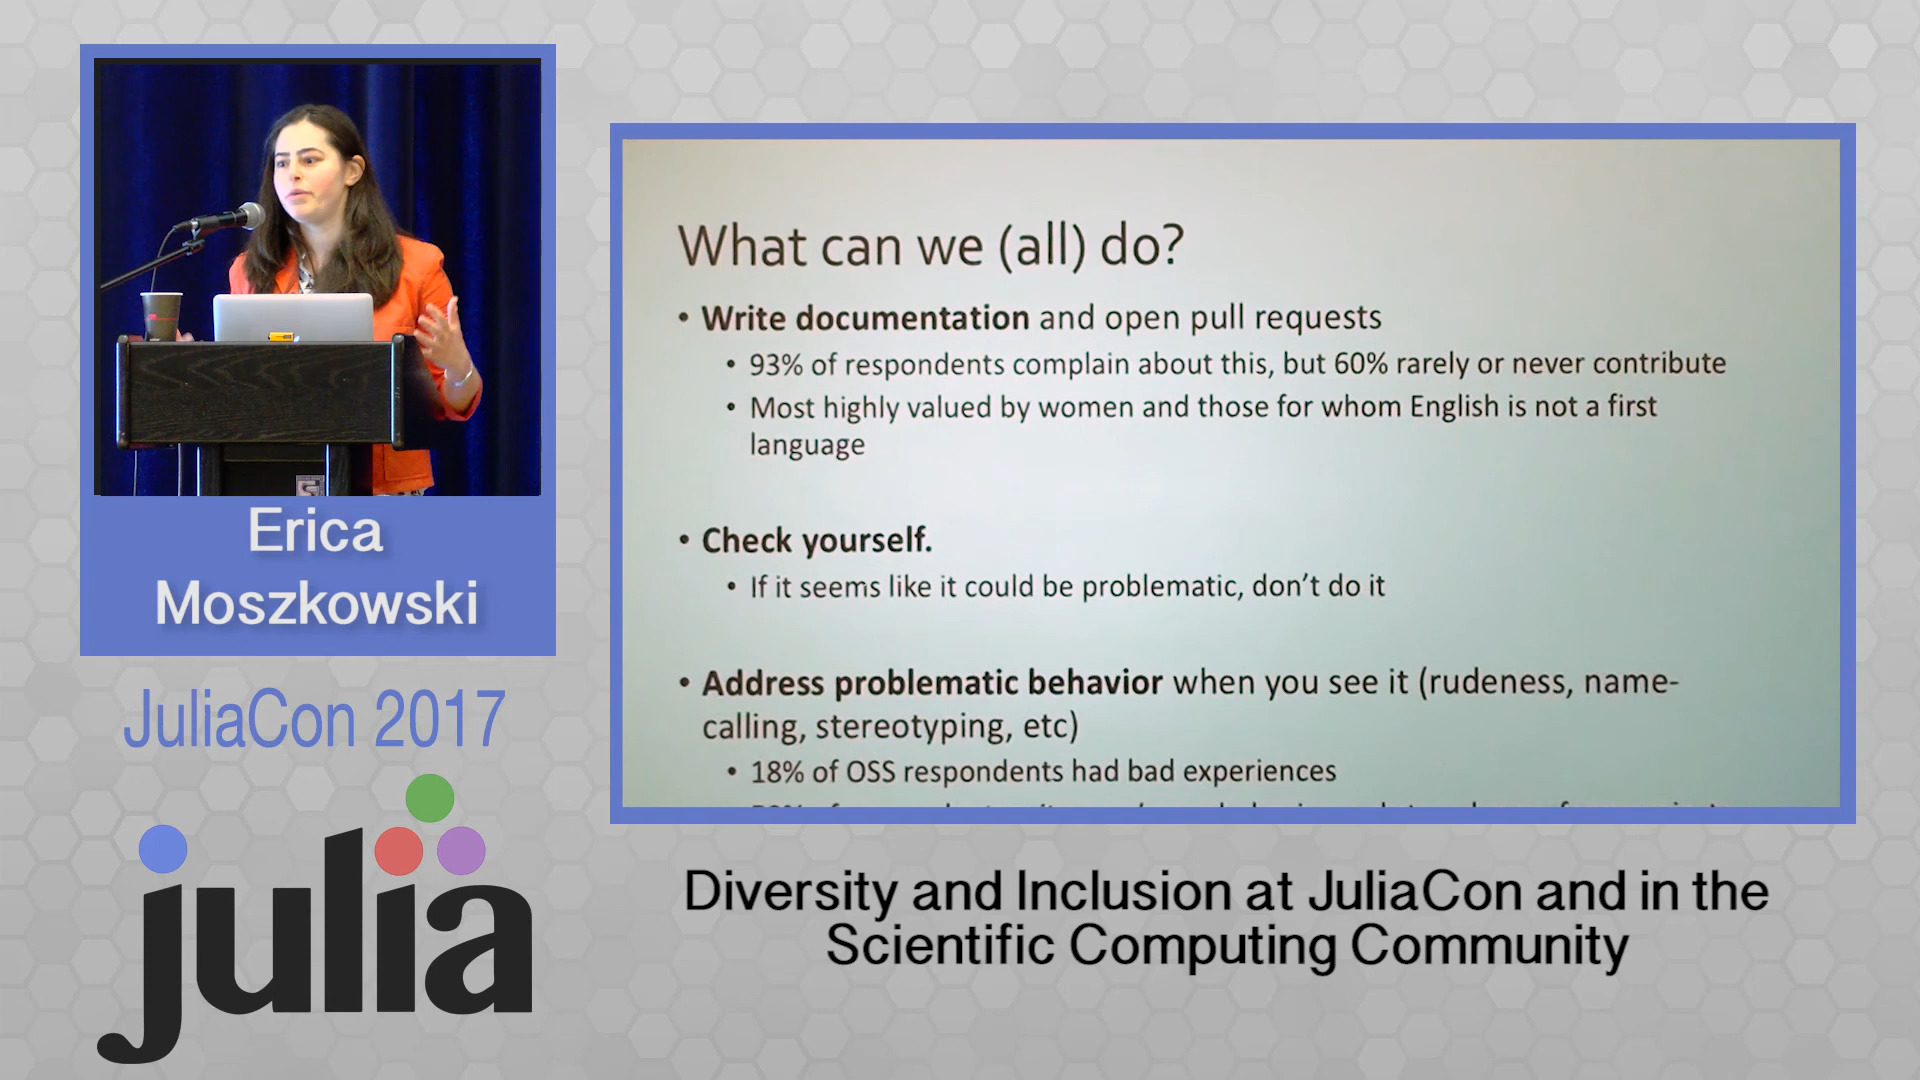 Erica
Moszkowski
JuliaCon 2017
julia
What can we (all) do?
• Write documentation and open pull requests
• 93% of respondents complain about this, but 60% rarely or never contribute
• Most highly valued by women and those for whom English is not a first
language
• Check yourself.
• If it seems like it could be problematic, don't do it
• Address problematic behavior when you see it (rudeness, name-
calling, stereotyping, etc)
• 18% of OSS respondents had bad experiences
Diversity and Inclusion at JuliaCon and in the
Scientific Computing Community